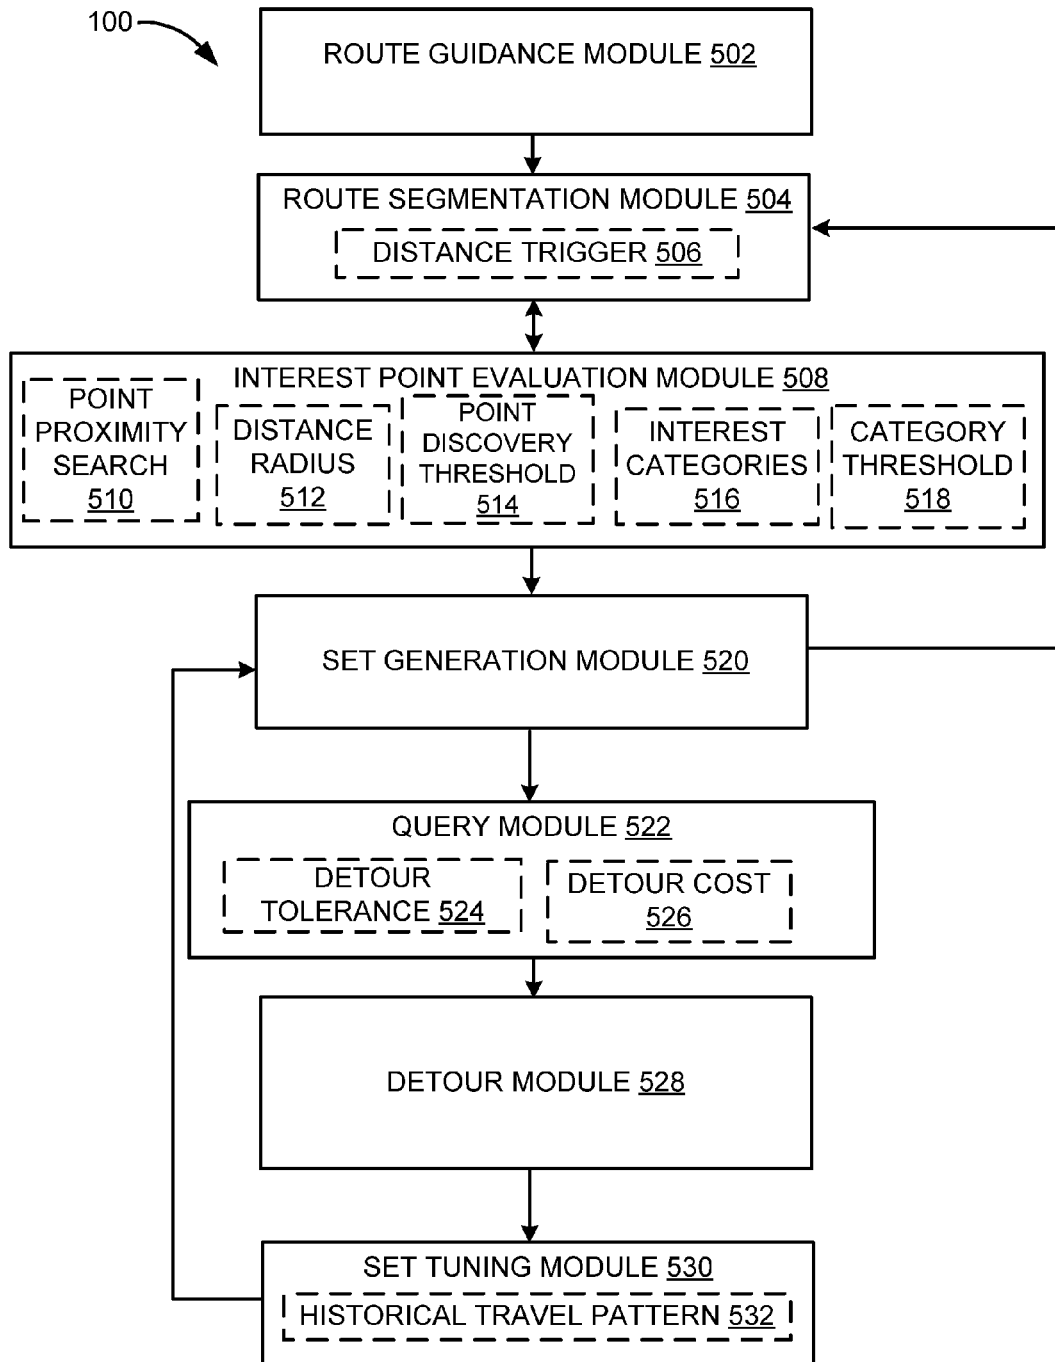 100
ROUTE GUIDANCE MODULE 502
ROUTE SEGMENTATION MODULE 504
DISTANCE TRIGGER 506
INTEREST POINT EVALUATION MODULE 508
POINT
PROXIMITY
SEARCH
510
DISTANCE
RADIUS
512
POINT
DISCOVERY
THRESHOLD
514
INTEREST
CATEGORIES
516
CATEGORY
THRESHOLD
518
SET GENERATION MODULE 520
QUERY MODULE 522
DETOUR
TOLERANCE 524
DETOUR COST
526
DETOUR MODULE 528
SET TUNING MODULE 530
HISTORICAL TRAVEL PATTERN 532